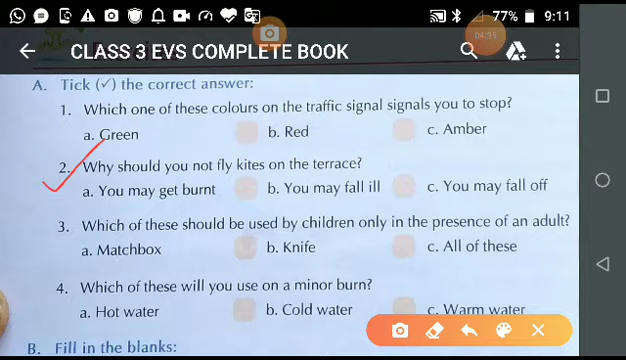 77% 9:11
04:35
CLASS 3 EVS COMPLETE BOOK
A. Tick (✓) the correct answer:
1. Which one of these colours on the traffic signal signals you to stop?
a. Green b. Red c. Amber
2. Why should you not fly kites on the terrace?
a. You may get burnt b. You may fall ill c. You may fall off
3. Which of these should be used by children only in the presence of an adult?
a. Matchbox b. Knife c. All of these
4. Which of these will you use on a minor burn?
a. Hot water b. Cold water c. Warm water
B. Fill in the blanks: